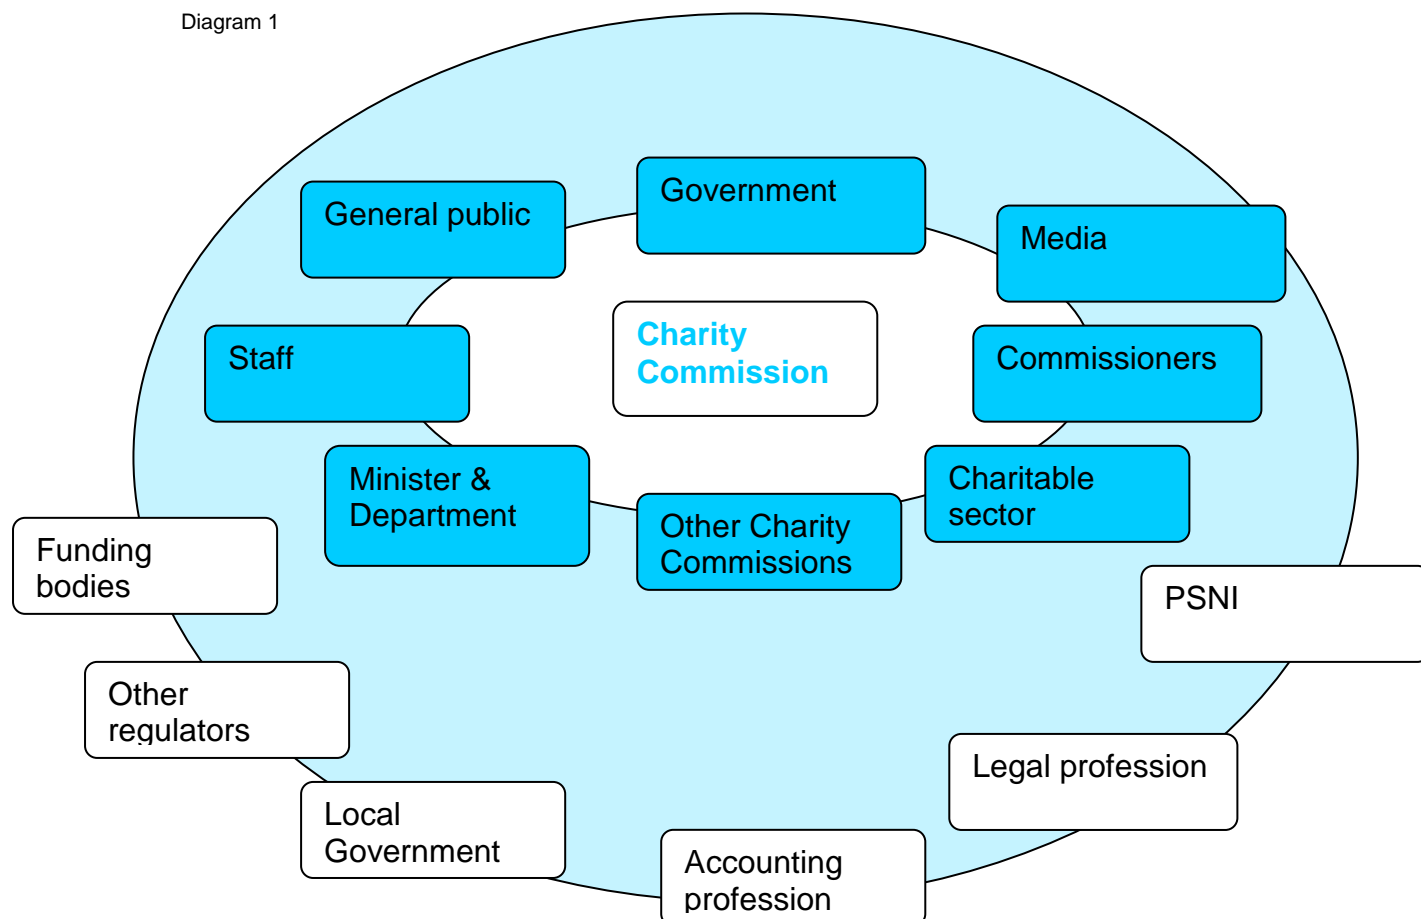 Diagram 1
General public
Government
Media
Staff
Charity
Commission
Commissioners
Minister &
Department
Other Charity
Commissions
Charitable
sector
Funding
bodies
PSNI
Other
regulators
Legal profession
Local
Government
Accounting
profession